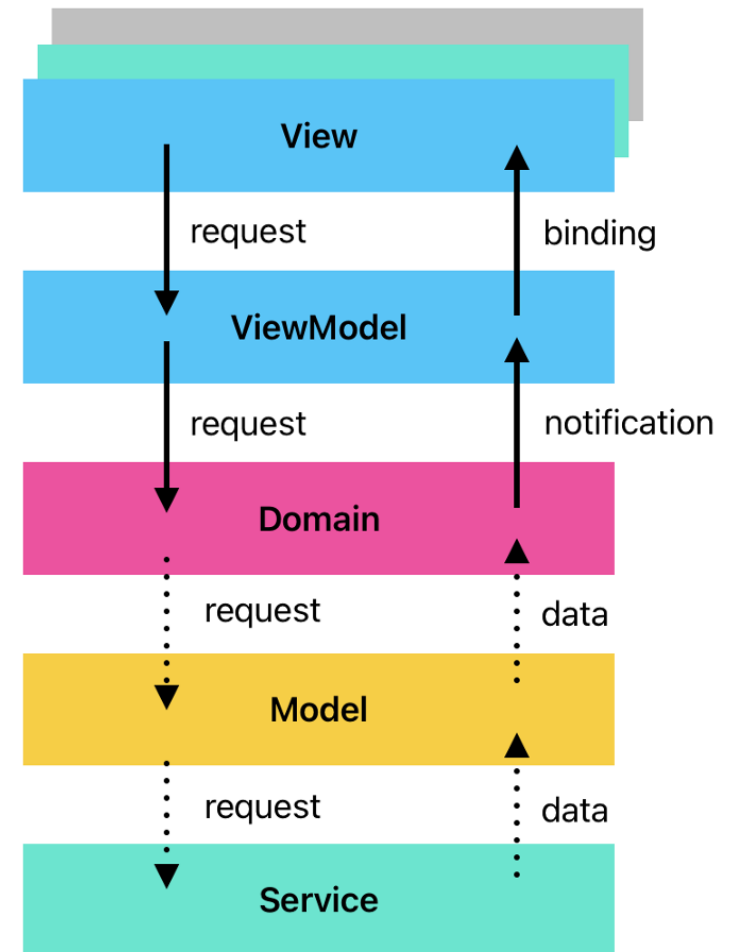 View
request
binding
ViewModel
request
notification
Domain
request
data
Model
request
data
Service